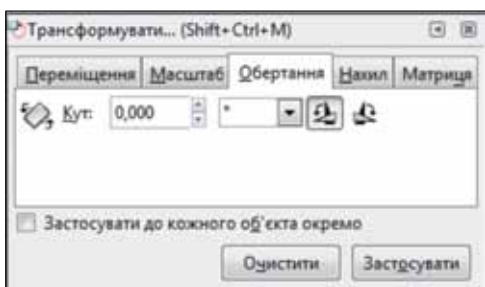 Трансформувати... (Shift+Ctrl+M)
Переміщення Масштаб Обертання Нахил Матриця
Кут: 0,000 °
Застосувати до кожного об'єкта окремо
Очистити Застосувати